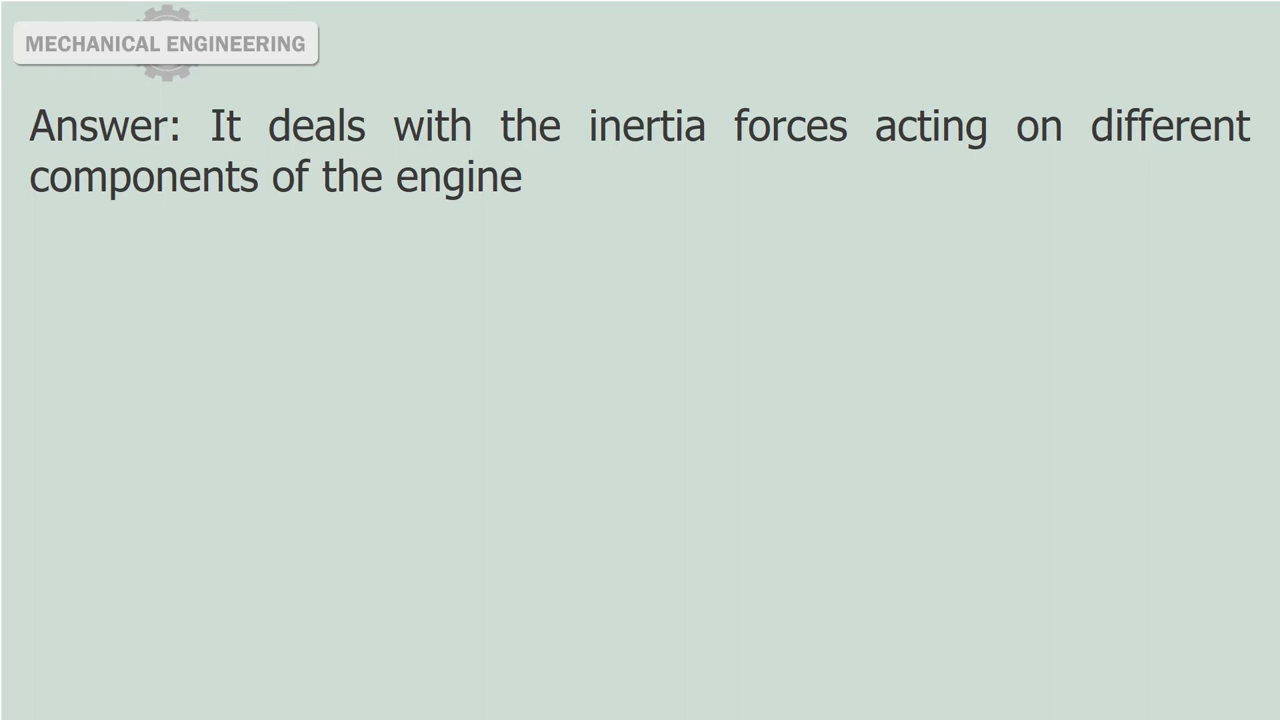 MECHANICAL ENGINEERING
Answer: It deals with the inertia forces acting on different
components of the engine